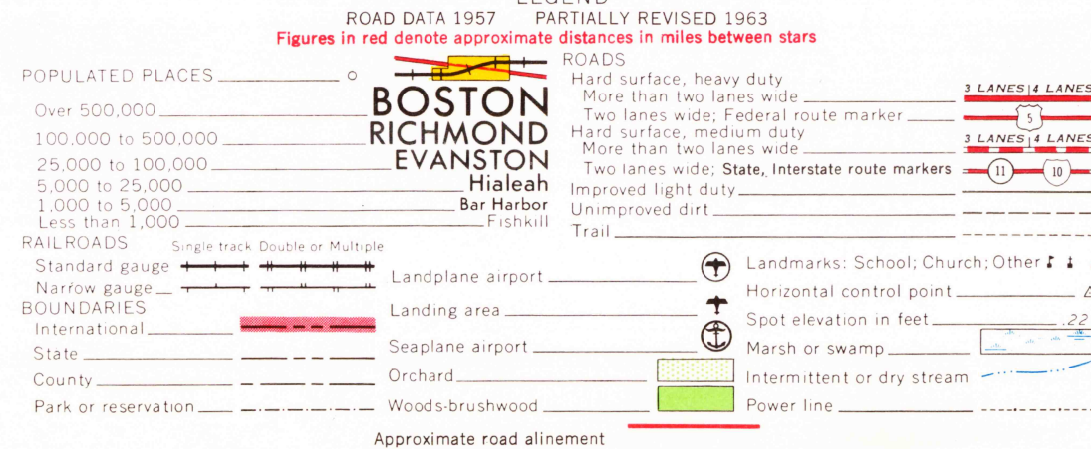 LEGEND
ROAD DATA 1957 PARTIALLY REVISED 1963
Figures in red denote approximate distances in miles between stars
POPULATED PLACES
Over 500,000 BOSTON
100,000 to 500,000 RICHMOND
25,000 to 100,000 EVANSTON
5,000 to 25,000 Hialeah
1,000 to 5,000 Bar Harbor
Less than 1,000 Fishkill
RAILROADS Single track Double or Multiple
Standard gauge
Narrow gauge
BOUNDARIES
International
State
County
Park or reservation
Landplane airport
Landing area
Seaplane airport
Orchard
Woods-brushwood
ROADS
Hard surface, heavy duty
More than two lanes wide 3 LANES 4 LANES
Two lanes wide; Federal route marker 5
Hard surface, medium duty
More than two lanes wide 3 LANES 4 LANES
Two lanes wide; State, Interstate route markers 11 10
Improved light duty
Unimproved dirt
Trail
Landmarks: School; Church; Other
Horizontal control point
Spot elevation in feet .22
Marsh or swamp
Intermittent or dry stream
Power line
Approximate road alinement